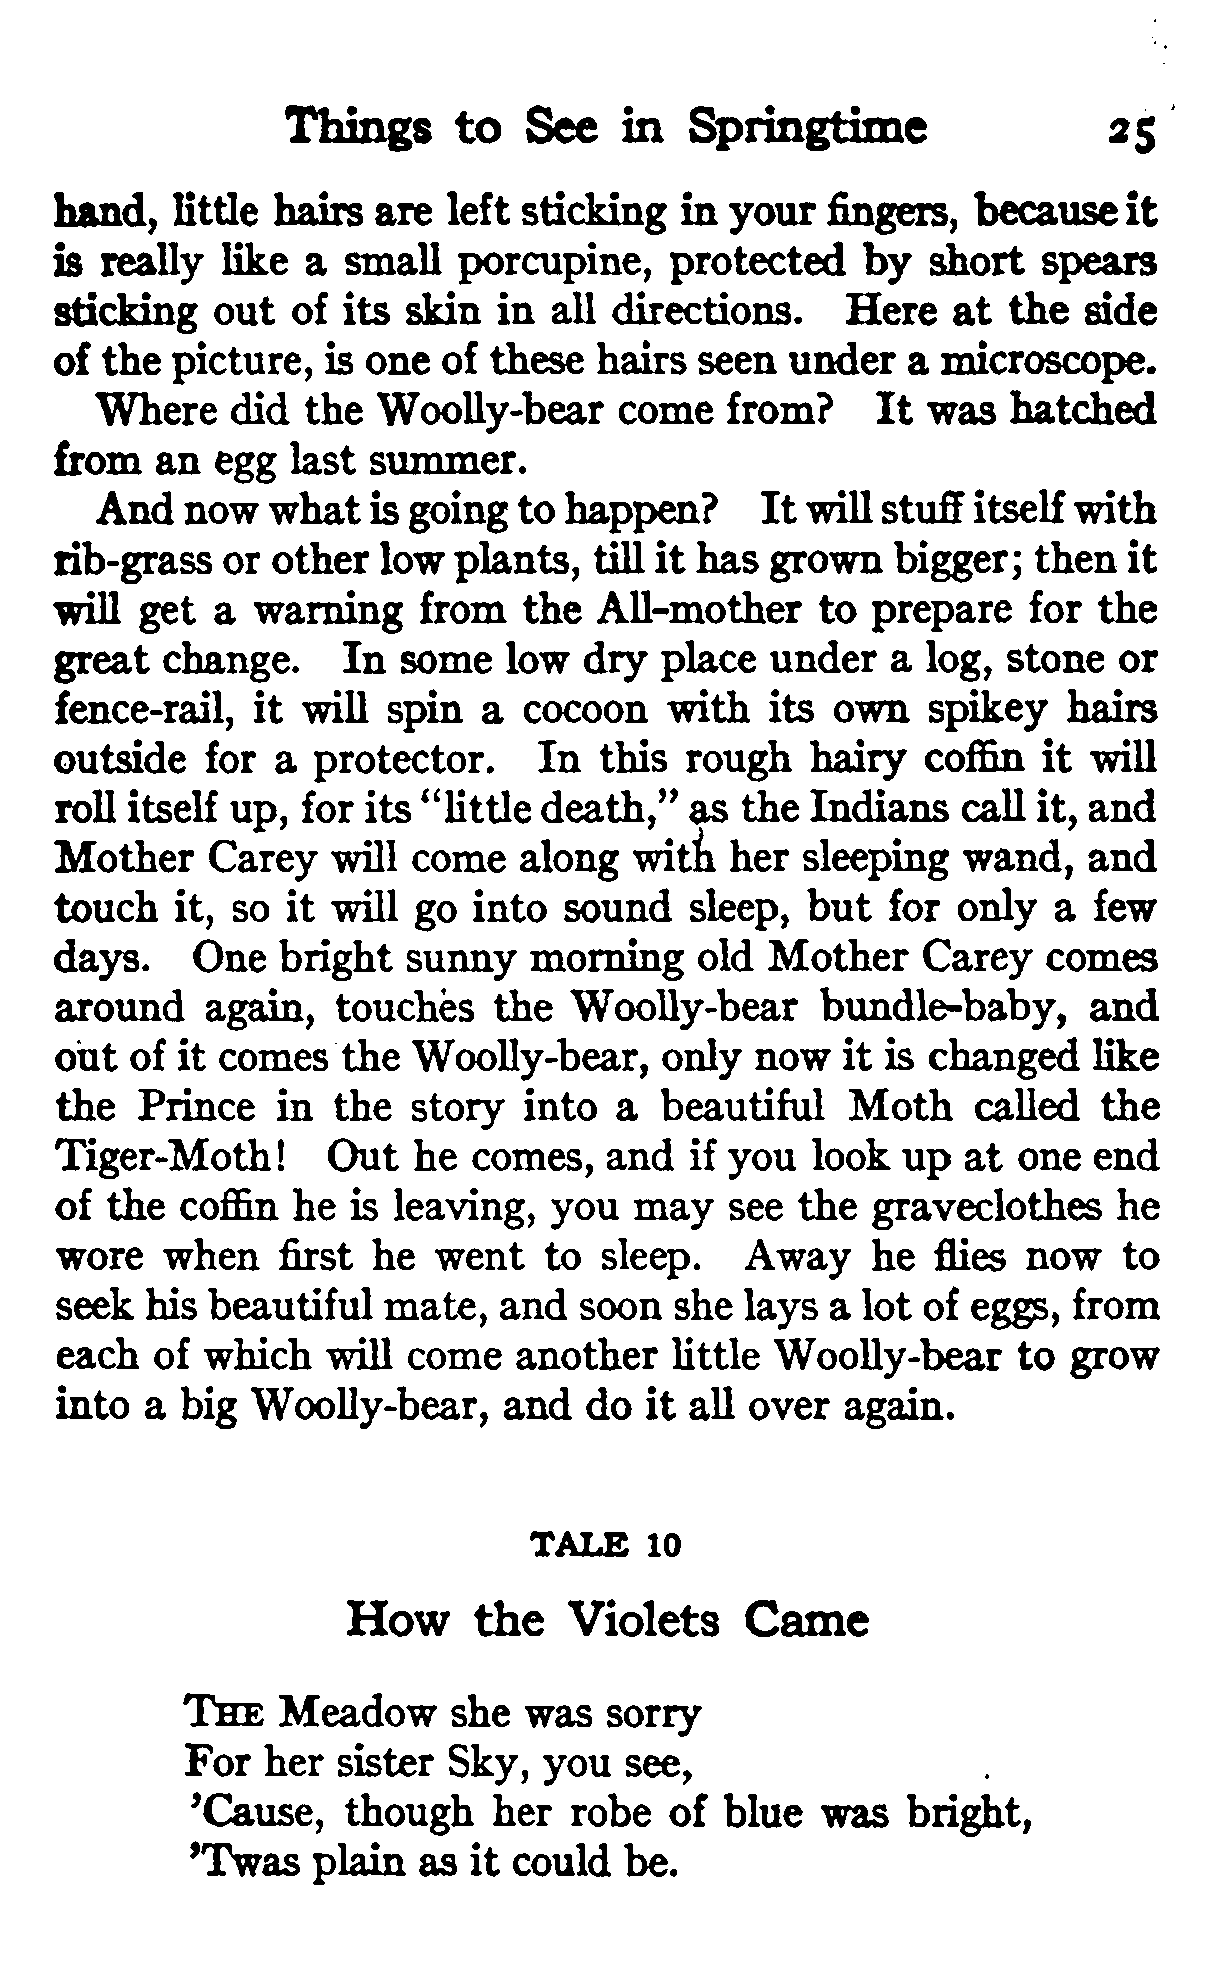 Things to See in Springtime 25
hand, little hairs are left sticking in your fingers, because it
is really like a small porcupine, protected by short spears
sticking out of its skin in all directions. Here at the side
of the picture, is one of these hairs seen under a microscope.
Where did the Woolly-bear come from? It was hatched
from an egg last summer.
And now what is going to happen? It will stuff itself with
rib-grass or other low plants, till it has grown bigger; then it
will get a warning from the All-mother to prepare for the
great change. In some low dry place under a log, stone or
fence-rail, it will spin a cocoon with its own spikey hairs
outside for a protector. In this rough hairy coffin it will
roll itself up, for its "little death," as the Indians call it, and
Mother Carey will come along with her sleeping wand, and
touch it, so it will go into sound sleep, but for only a few
days. One bright sunny morning old Mother Carey comes
around again, touches the Woolly-bear bundle-baby, and
out of it comes the Woolly-bear, only now it is changed like
the Prince in the story into a beautiful Moth called the
Tiger-Moth! Out he comes, and if you look up at one end
of the coffin he is leaving, you may see the graveclothes he
wore when first he went to sleep. Away he flies now to
seek his beautiful mate, and soon she lays a lot of eggs, from
each of which will come another little Woolly-bear to grow
into a big Woolly-bear, and do it all over again.
TALE 10
How the Violets Came
THE Meadow she was sorry
For her sister Sky, you see,
'Cause, though her robe of blue was bright,
'Twas plain as it could be.